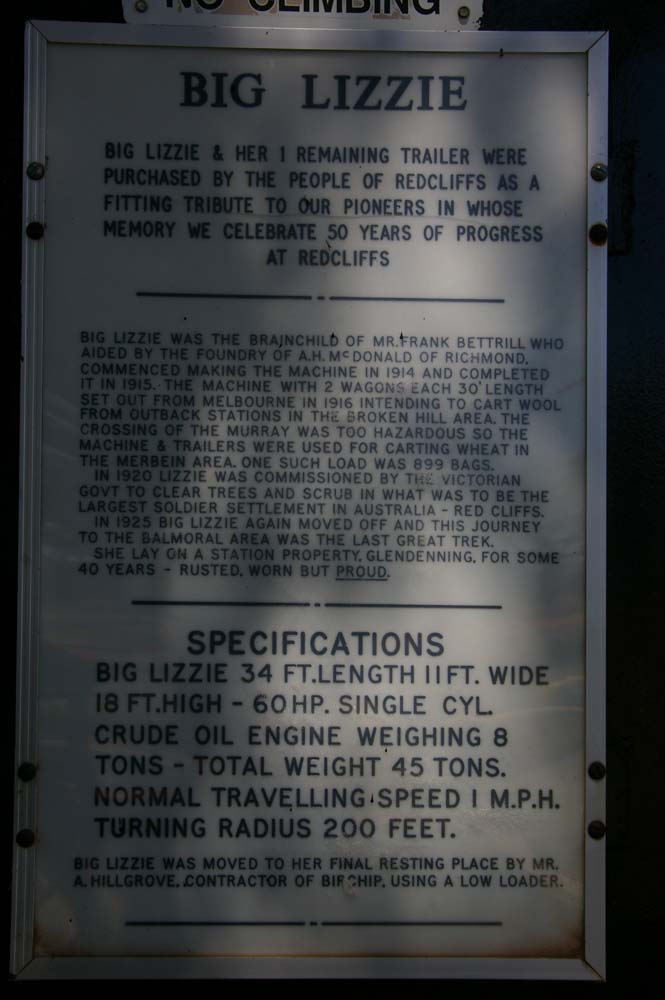 NO CLIMBING
BIG LIZZIE
BIG LIZZIE & HER 1 REMAINING TRAILER WERE
PURCHASED BY THE PEOPLE OF REDCLIFFS AS A
FITTING TRIBUTE TO OUR PIONEERS IN WHOSE
MEMORY WE CELEBRATE 50 YEARS OF PROGRESS
AT REDCLIFFS
BIG LIZZIE WAS THE BRAINCHILD OF MR. FRANK BETTRILL WHO
AIDED BY THE FOUNDRY OF A.H. McDONALD OF RICHMOND.
COMMENCED MAKING THE MACHINE IN 1914 AND COMPLETED
IT IN 1915. THE MACHINE WITH 2 WAGONS EACH 30' LENGTH
SET OUT FROM MELBOURNE IN 1916 INTENDING TO CART WOOL
FROM OUTBACK STATIONS IN THE BROKEN HILL AREA. THE
CROSSING OF THE MURRAY WAS TOO HAZARDOUS SO THE
MACHINE & TRAILERS WERE USED FOR CARTING WHEAT IN
THE MERBEIN AREA. ONE SUCH LOAD WAS 899 BAGS.
IN 1920 LIZZIE WAS COMMISSIONED BY THE VICTORIAN
GOVT TO CLEAR TREES AND SCRUB IN WHAT WAS TO BE THE
LARGEST SOLDIER SETTLEMENT IN AUSTRALIA - RED CLIFFS.
IN 1925 BIG LIZZIE AGAIN MOVED OFF AND THIS JOURNEY
TO THE BALMORAL AREA WAS THE LAST GREAT TREK.
SHE LAY ON A STATION PROPERTY, GLENDENNING, FOR SOME
40 YEARS - RUSTED, WORN BUT PROUD.
SPECIFICATIONS
BIG LIZZIE 34 FT. LENGTH 11 FT. WIDE
18 FT. HIGH - 60 HP. SINGLE CYL.
CRUDE OIL ENGINE WEIGHING 8
TONS - TOTAL WEIGHT 45 TONS.
NORMAL TRAVELLING SPEED 1 M.P.H.
TURNING RADIUS 200 FEET.
BIG LIZZIE WAS MOVED TO HER FINAL RESTING PLACE BY MR.
A. HILLGROVE, CONTRACTOR OF BIRCHIP, USING A LOW LOADER.